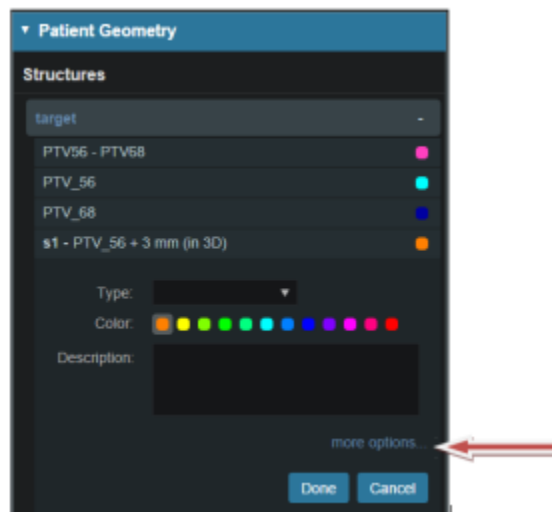 Patient Geometry
Structures
target -
PTV56 - PTV68
PTV_56
PTV_68
s1 - PTV_56 + 3 mm (in 3D)
Type:
Color:
Description:
more options...
Done Cancel